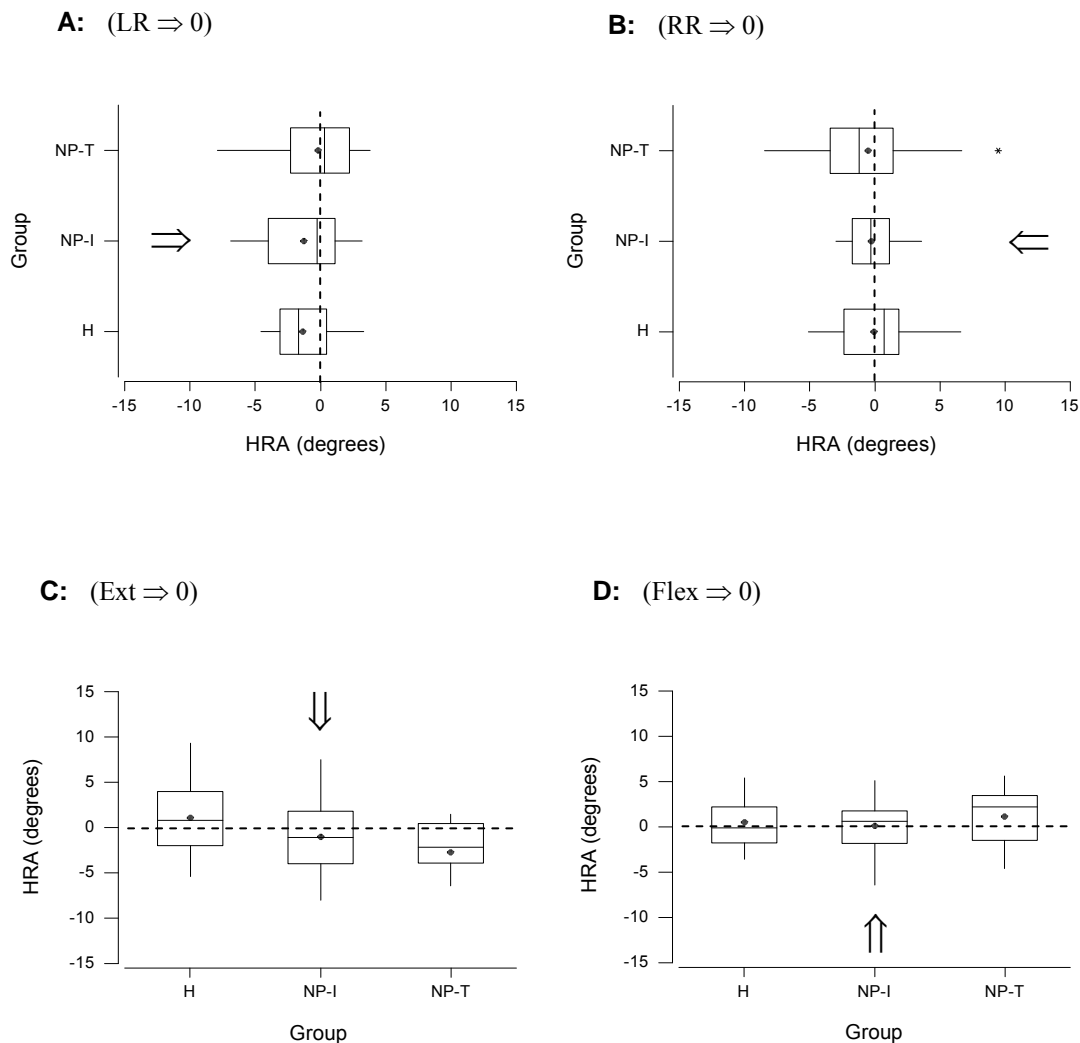 A: (LR ⇒ 0)
B: (RR ⇒ 0)
Group
NP-T
NP-I
H
-15 -10 -5 0 5 10 15
HRA (degrees)
Group
NP-T
NP-I
H
-15 -10 -5 0 5 10 15
HRA (degrees)
C: (Ext ⇒ 0)
D: (Flex ⇒ 0)
HRA (degrees)
15
10
5
0
-5
-10
-15
H NP-I NP-T
Group
HRA (degrees)
15
10
5
0
-5
-10
-15
H NP-I NP-T
Group